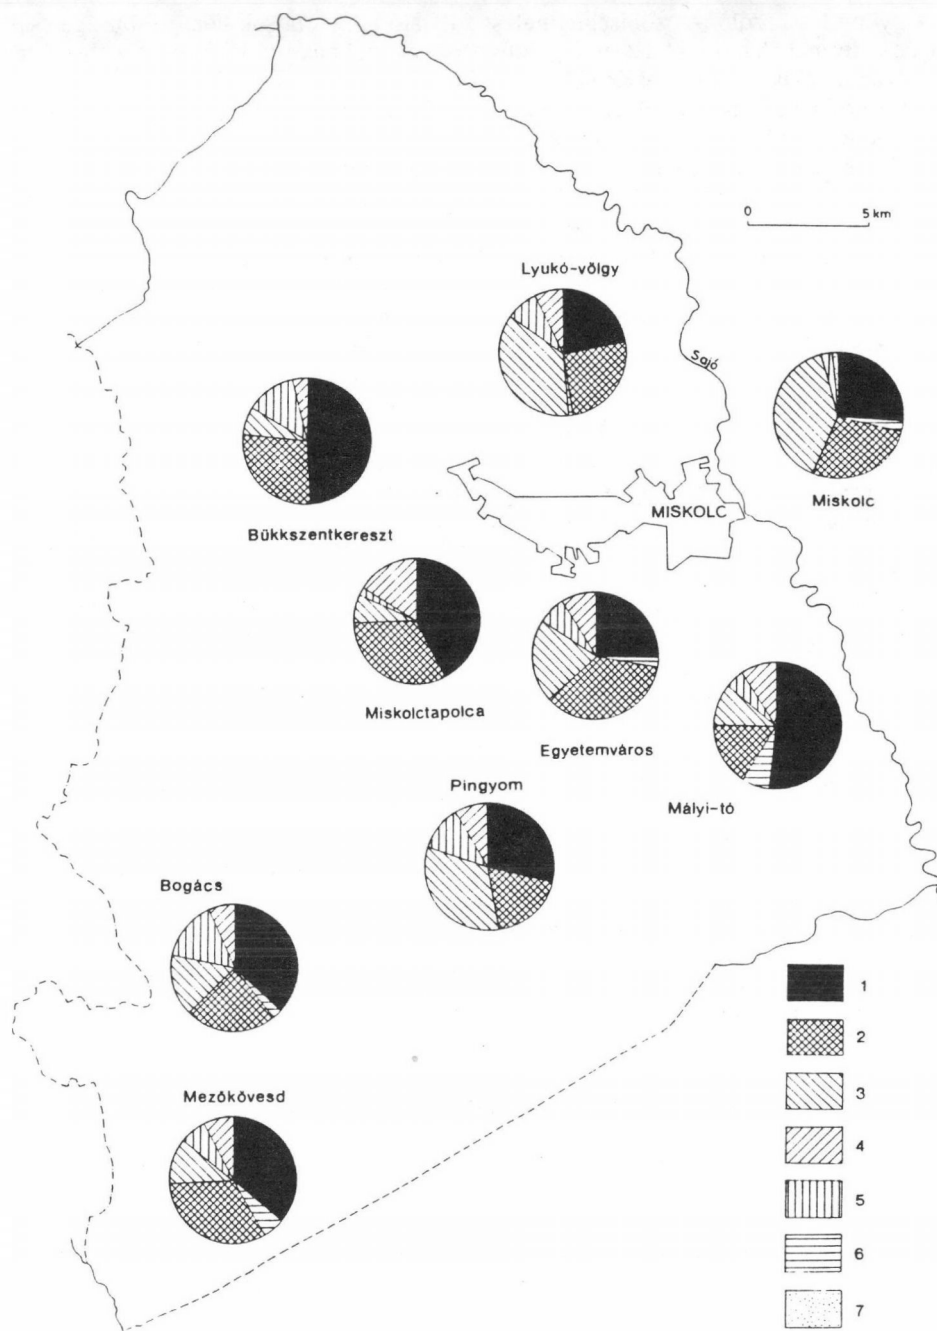 0 5 km
Lyukó-völgy
Sajó
Miskolc
Bükkszentkereszt
MISKOLC
Miskolctapolca
Egyetemváros
Mályi-tó
Pingyom
Bogács
Mezőkövesd
1
2
3
4
5
6
7